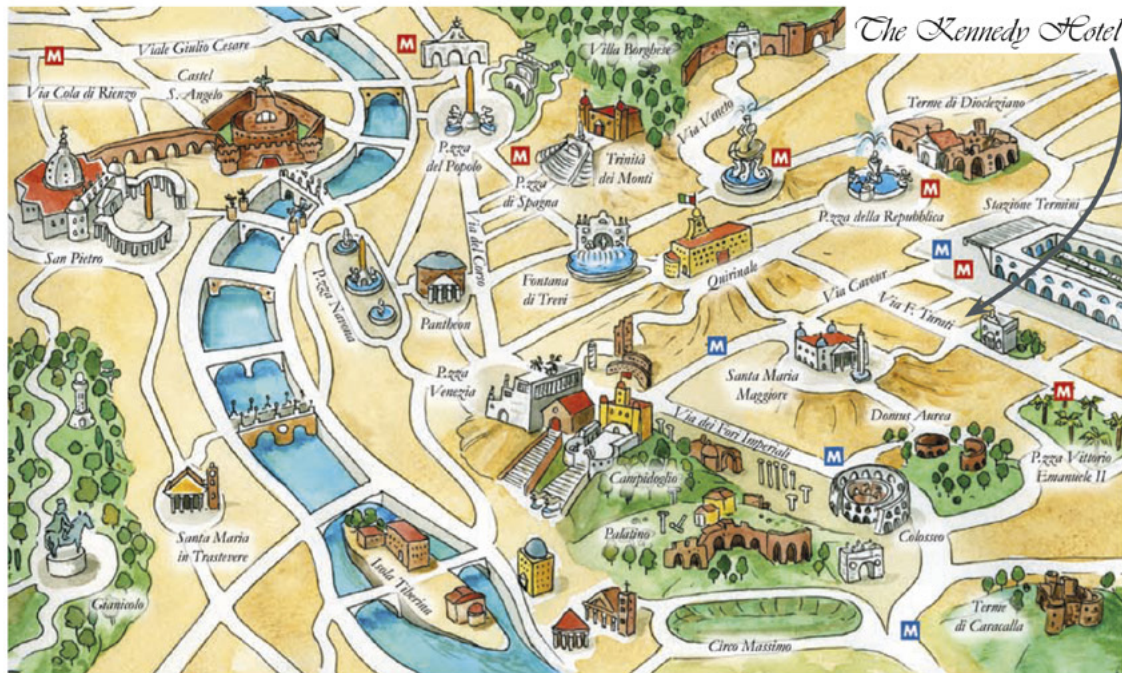 The Kennedy Hotel
M
M
Viale Giulio Cesare
Villa Borghese
Via Cola di Rienzo
Castel
S. Angelo
Via Veneto
Terme di Diocleziano
P.zza
del Popolo
M
Trinità
dei Monti
M
M
P.zza
di Spagna
P.zza della Repubblica
Stazione Termini
San Pietro
Via del Corso
M
M
P.zza Navona
Pantheon
Fontana
di Trevi
Quirinale
Via Cavour
Via F. Turati
M
P.zza
Venezia
Santa Maria
Maggiore
M
Domus Aurea
Via dei Fori Imperiali
P.zza Vittorio
Emanuele II
M
Campidoglio
Colosseo
Santa Maria
in Trastevere
Palatino
Isola Tiberina
Gianicolo
Terme
di Caracalla
M
Circo Massimo